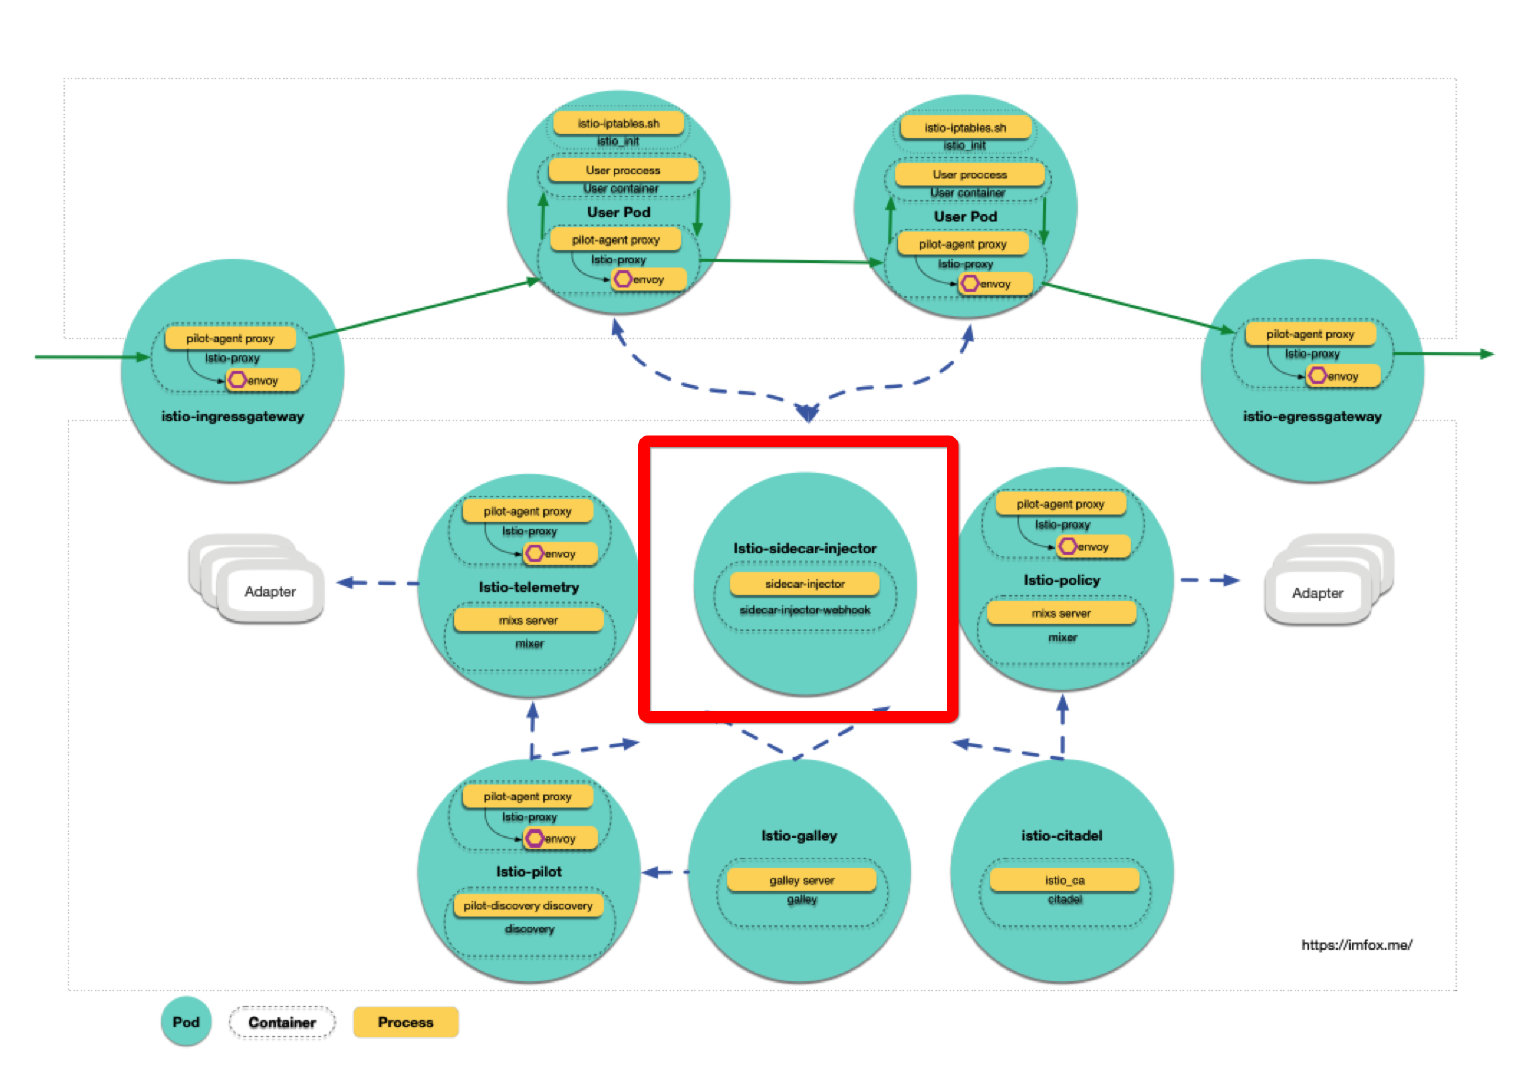 istio-iptables.sh
istio_init
User proccess
User container
User Pod
pilot-agent proxy
Istio-proxy
envoy
istio-iptables.sh
istio_init
User proccess
User container
User Pod
pilot-agent proxy
Istio-proxy
envoy
pilot-agent proxy
Istio-proxy
envoy
istio-ingressgateway
pilot-agent proxy
Istio-proxy
envoy
istio-egressgateway
Adapter
pilot-agent proxy
Istio-proxy
envoy
Istio-telemetry
mixs server
mixer
Istio-sidecar-injector
sidecar-injector
sidecar-injector-webhook
pilot-agent proxy
Istio-proxy
envoy
Istio-policy
mixs server
mixer
Adapter
pilot-agent proxy
Istio-proxy
envoy
Istio-pilot
pilot-discovery discovery
discovery
Istio-galley
galley server
galley
istio-citadel
istio_ca
citadel
https://imfox.me/
Pod
Container
Process